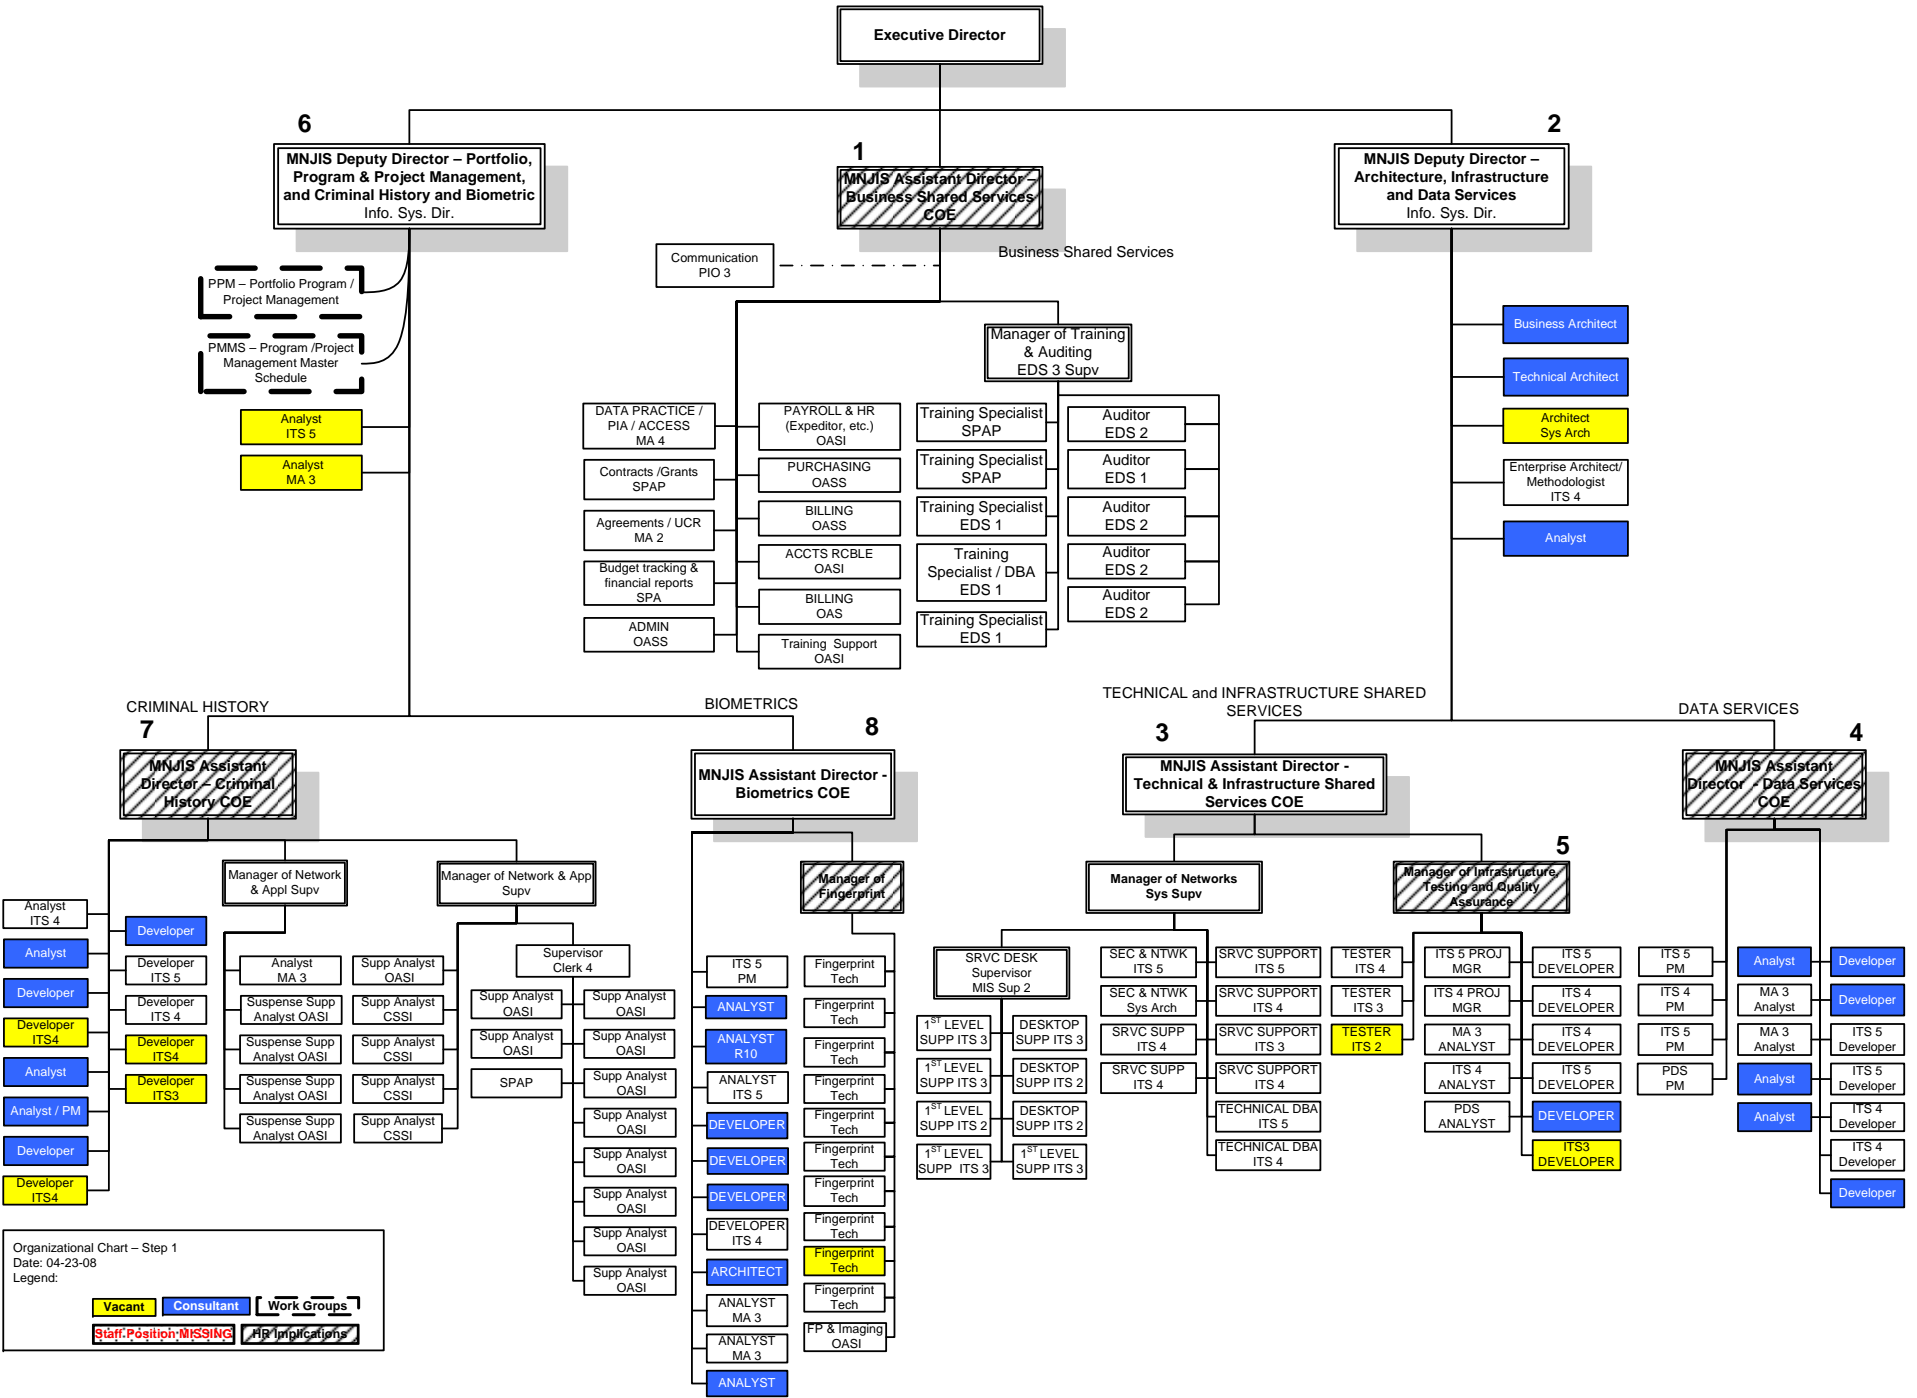 Executive Director
6
MNJIS Deputy Director – Portfolio,
Program & Project Management,
and Criminal History and Biometric
Info. Sys. Dir.
1
MNJIS Assistant Director –
Business Shared Services
COE
2
MNJIS Deputy Director –
Architecture, Infrastructure
and Data Services
Info. Sys. Dir.
Communication
PIO 3
Business Shared Services
PPM – Portfolio Program /
Project Management
PMMS – Program /Project
Management Master
Schedule
Analyst
ITS 5
Analyst
MA 3
Manager of Training
& Auditing
EDS 3 Supv
DATA PRACTICE /
PIA / ACCESS
MA 4
Contracts /Grants
SPAP
Agreements / UCR
MA 2
Budget tracking &
financial reports
SPA
ADMIN
OASS
PAYROLL & HR
(Expeditor, etc.)
OASI
PURCHASING
OASS
BILLING
OASS
ACCTS RCBLE
OASI
BILLING
OAS
Training Support
OASI
Training Specialist
SPAP
Training Specialist
SPAP
Training Specialist
EDS 1
Training
Specialist / DBA
EDS 1
Training Specialist
EDS 1
Auditor
EDS 2
Auditor
EDS 1
Auditor
EDS 2
Auditor
EDS 2
Auditor
EDS 2
Business Architect
Technical Architect
Architect
Sys Arch
Enterprise Architect/
Methodologist
ITS 4
Analyst
CRIMINAL HISTORY
7
MNJIS Assistant
Director – Criminal
History COE
BIOMETRICS
8
MNJIS Assistant Director -
Biometrics COE
TECHNICAL and INFRASTRUCTURE SHARED
SERVICES
3
MNJIS Assistant Director -
Technical & Infrastructure Shared
Services COE
DATA SERVICES
4
MNJIS Assistant
Director - Data Services
COE
Manager of Network
& Appl Supv
Manager of Network & App
Supv
Manager of
Fingerprint
Manager of Networks
Sys Supv
5
Manager of Infrastructure,
Testing and Quality
Assurance
Analyst
ITS 4
Analyst
Developer
Developer
ITS4
Analyst
Analyst / PM
Developer
Developer
ITS4
Developer
Developer
ITS 5
Developer
ITS 4
Developer
ITS4
Developer
ITS3
Analyst
MA 3
Suspense Supp
Analyst OASI
Suspense Supp
Analyst OASI
Suspense Supp
Analyst OASI
Suspense Supp
Analyst OASI
Supp Analyst
OASI
Supp Analyst
CSSI
Supp Analyst
CSSI
Supp Analyst
CSSI
Supp Analyst
CSSI
Supervisor
Clerk 4
Supp Analyst
OASI
Supp Analyst
OASI
SPAP
Supp Analyst
OASI
Supp Analyst
OASI
Supp Analyst
OASI
Supp Analyst
OASI
Supp Analyst
OASI
Supp Analyst
OASI
Supp Analyst
OASI
Supp Analyst
OASI
ITS 5
PM
ANALYST
ANALYST
R10
ANALYST
ITS 5
DEVELOPER
DEVELOPER
DEVELOPER
DEVELOPER
ITS 4
ARCHITECT
ANALYST
MA 3
ANALYST
MA 3
ANALYST
Fingerprint
Tech
Fingerprint
Tech
Fingerprint
Tech
Fingerprint
Tech
Fingerprint
Tech
Fingerprint
Tech
Fingerprint
Tech
Fingerprint
Tech
Fingerprint
Tech
Fingerprint
Tech
FP & Imaging
OASI
SRVC DESK
Supervisor
MIS Sup 2
1ST LEVEL
SUPP ITS 3
1ST LEVEL
SUPP ITS 3
1ST LEVEL
SUPP ITS 2
1ST LEVEL
SUPP ITS 3
DESKTOP
SUPP ITS 3
DESKTOP
SUPP ITS 2
DESKTOP
SUPP ITS 2
1ST LEVEL
SUPP ITS 3
SEC & NTWK
ITS 5
SEC & NTWK
Sys Arch
SRVC SUPP
ITS 4
SRVC SUPP
ITS 4
SRVC SUPPORT
ITS 5
SRVC SUPPORT
ITS 4
SRVC SUPPORT
ITS 3
SRVC SUPPORT
ITS 4
TECHNICAL DBA
ITS 5
TECHNICAL DBA
ITS 4
TESTER
ITS 4
TESTER
ITS 3
TESTER
ITS 2
ITS 5 PROJ
MGR
ITS 4 PROJ
MGR
MA 3
ANALYST
ITS 4
ANALYST
PDS
ANALYST
ITS 5
DEVELOPER
ITS 4
DEVELOPER
ITS 4
DEVELOPER
ITS 5
DEVELOPER
DEVELOPER
ITS3
DEVELOPER
ITS 5
PM
ITS 4
PM
ITS 5
PM
PDS
PM
Analyst
MA 3
Analyst
MA 3
Analyst
Analyst
Analyst
Developer
Developer
ITS 5
Developer
ITS 5
Developer
ITS 4
Developer
ITS 4
Developer
Developer
Organizational Chart – Step 1
Date: 04-23-08
Legend:
Vacant
Consultant
Work Groups
Staff Position MISSING
HR Implications